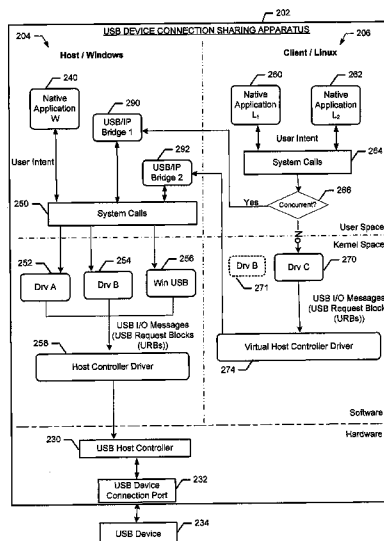 202
USB DEVICE CONNECTION SHARING APPARATUS
204
206
Host / Windows
Client / Linux
240
290
260
262
Native
Application
W
USB/IP
Bridge 1
Native
Application
L1
Native
Application
L2
292
User Intent
USB/IP
Bridge 2
User Intent
264
System Calls
250
266
System Calls
Yes
Concurrent?
User Space
No
Kernel Space
252
254
256
270
Drv A
Drv B
Win USB
Drv B
Drv C
271
USB I/O Messages
(USB Request Blocks
(URBs))
USB I/O Messages
(USB Request Blocks
(URBs))
258
Host Controller Driver
Virtual Host Controller Driver
274
Software
Hardware
230
USB Host Controller
232
USB Device
Connection Port
234
USB Device